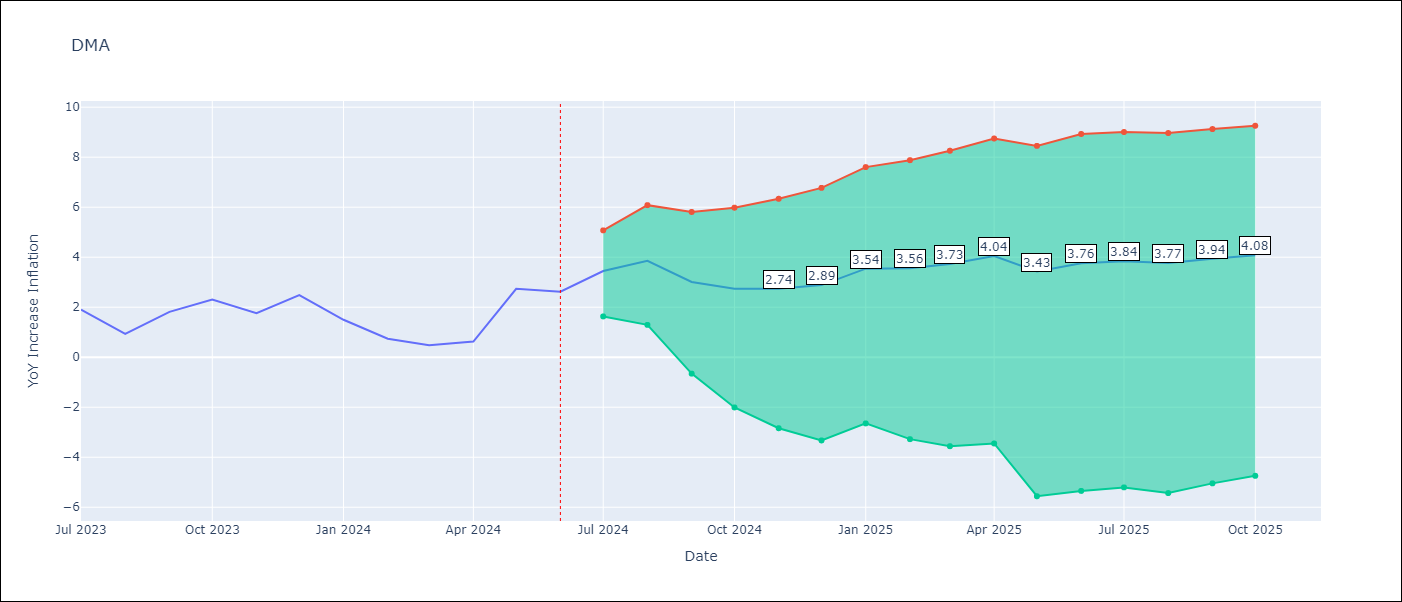 DMA
YoY Increase Inflation
10
8
6
4
2
0
−2
−4
−6
2.74
2.89
3.54
3.56
3.73
4.04
3.43
3.76
3.84
3.77
3.94
4.08
Jul 2023
Oct 2023
Jan 2024
Apr 2024
Jul 2024
Oct 2024
Jan 2025
Apr 2025
Jul 2025
Oct 2025
Date